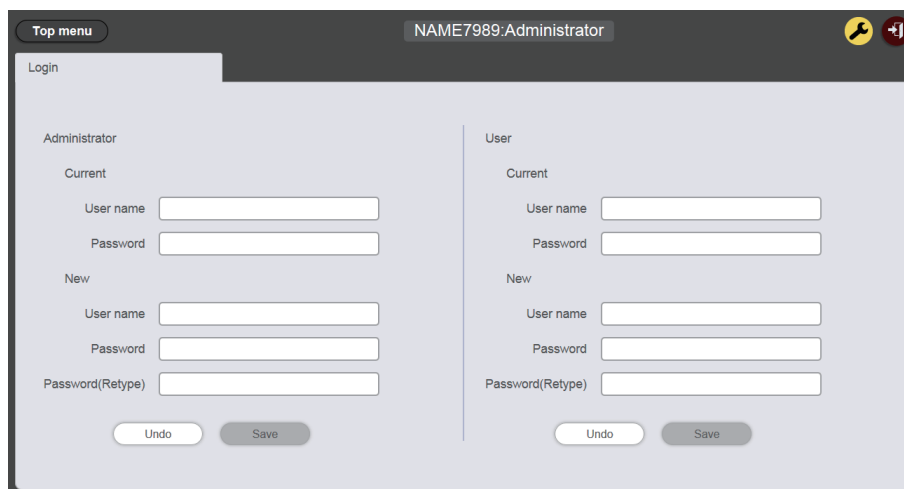 Top menu
NAME7989:Administrator
Login
Administrator
Current
User name
Password
New
User name
Password
Password(Retype)
Undo
Save
User
Current
User name
Password
New
User name
Password
Password(Retype)
Undo
Save